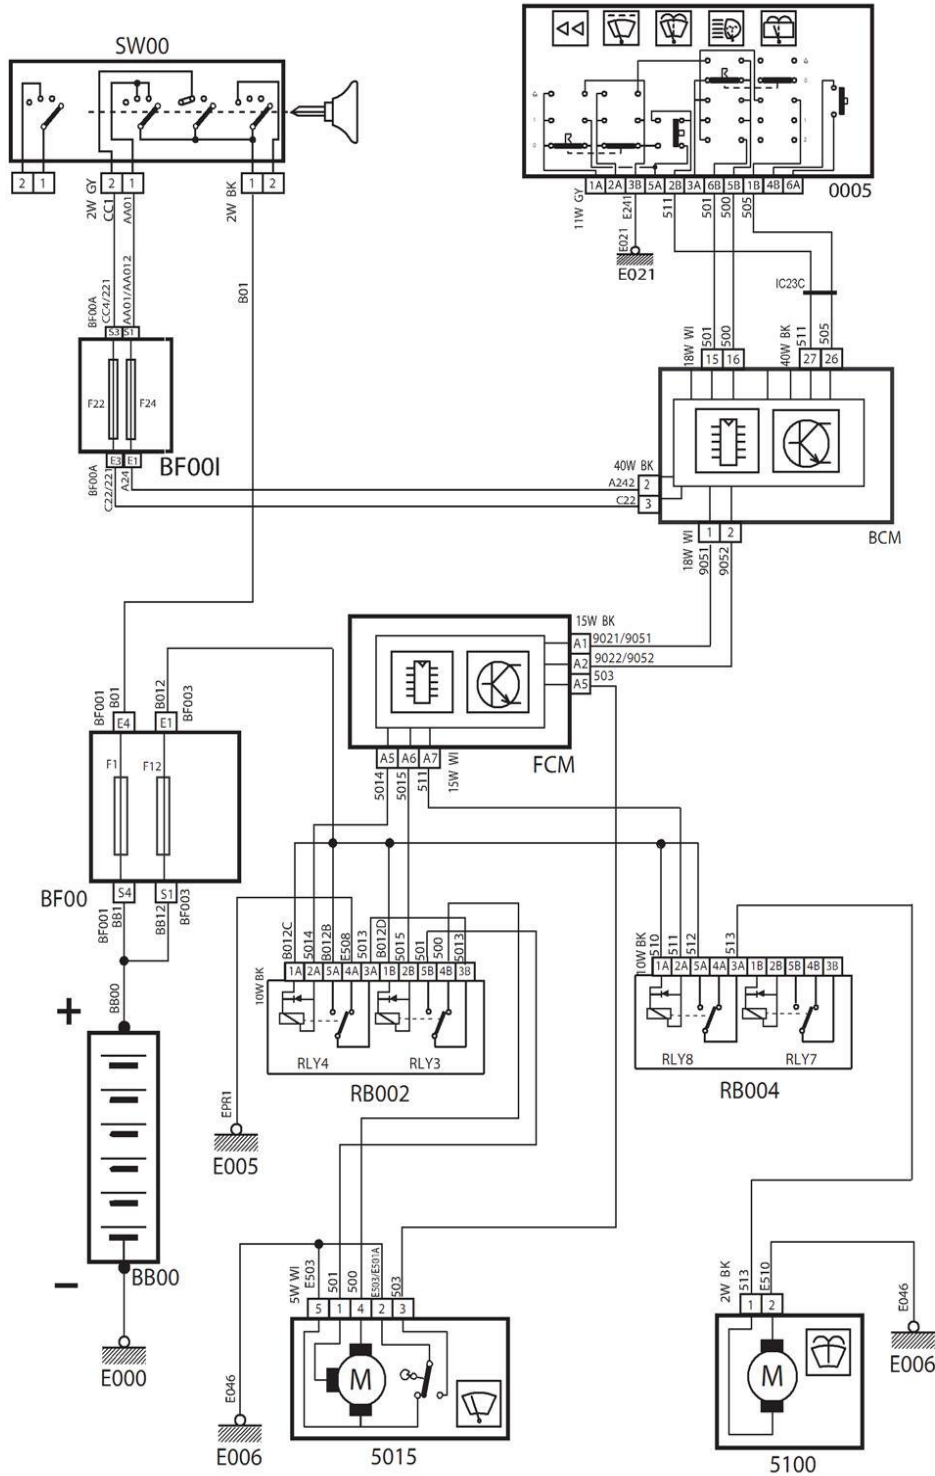 SW00
2 1
2 1
1 2
2W GY
CC1
AA01
2W BK
B01
BF00A
CC4/221
AA01/AA012
S3 S1
F22
F24
E3 E1
BF00I
BF00A
C22/221
A24
0005
1A 2A 3B 5A 2B 3A 6B 5B 1B 4B 6A
11W GY
E241
511
501
500
505
E021
E021
IC23C
18W WI
501
500
40W BK
511
505
15 16
27 26
40W BK
A242 2
C22 3
BCM
1 2
18W WI
9051
9052
15W BK
A1 9021/9051
A2 9022/9052
A5 503
FCM
A5 A6 A7
5014
5015
511
15W WI
BF001
B01
B012
BF003
E4 E1
F1
F12
BF00
S4 S1
BF001
BB1
BB12
BF003
BB00
+
−
BB00
E000
B012C
5014
B012B
E508
5013
B012D
5015
501
500
5013
10W BK
1A 2A 5A 4A 3A 1B 2B 5B 4B 3B
RLY4
RLY3
RB002
10W BK
510
511
512
513
1A 2A 5A 4A 3A 1B 2B 5B 4B 3B
RLY8
RLY7
RB004
EPR1
E005
5W WI
E503
501
500
E503/E501A
503
5 1 4 2 3
M
5015
E046
E006
2W BK
513
E510
1 2
M
5100
E046
E006